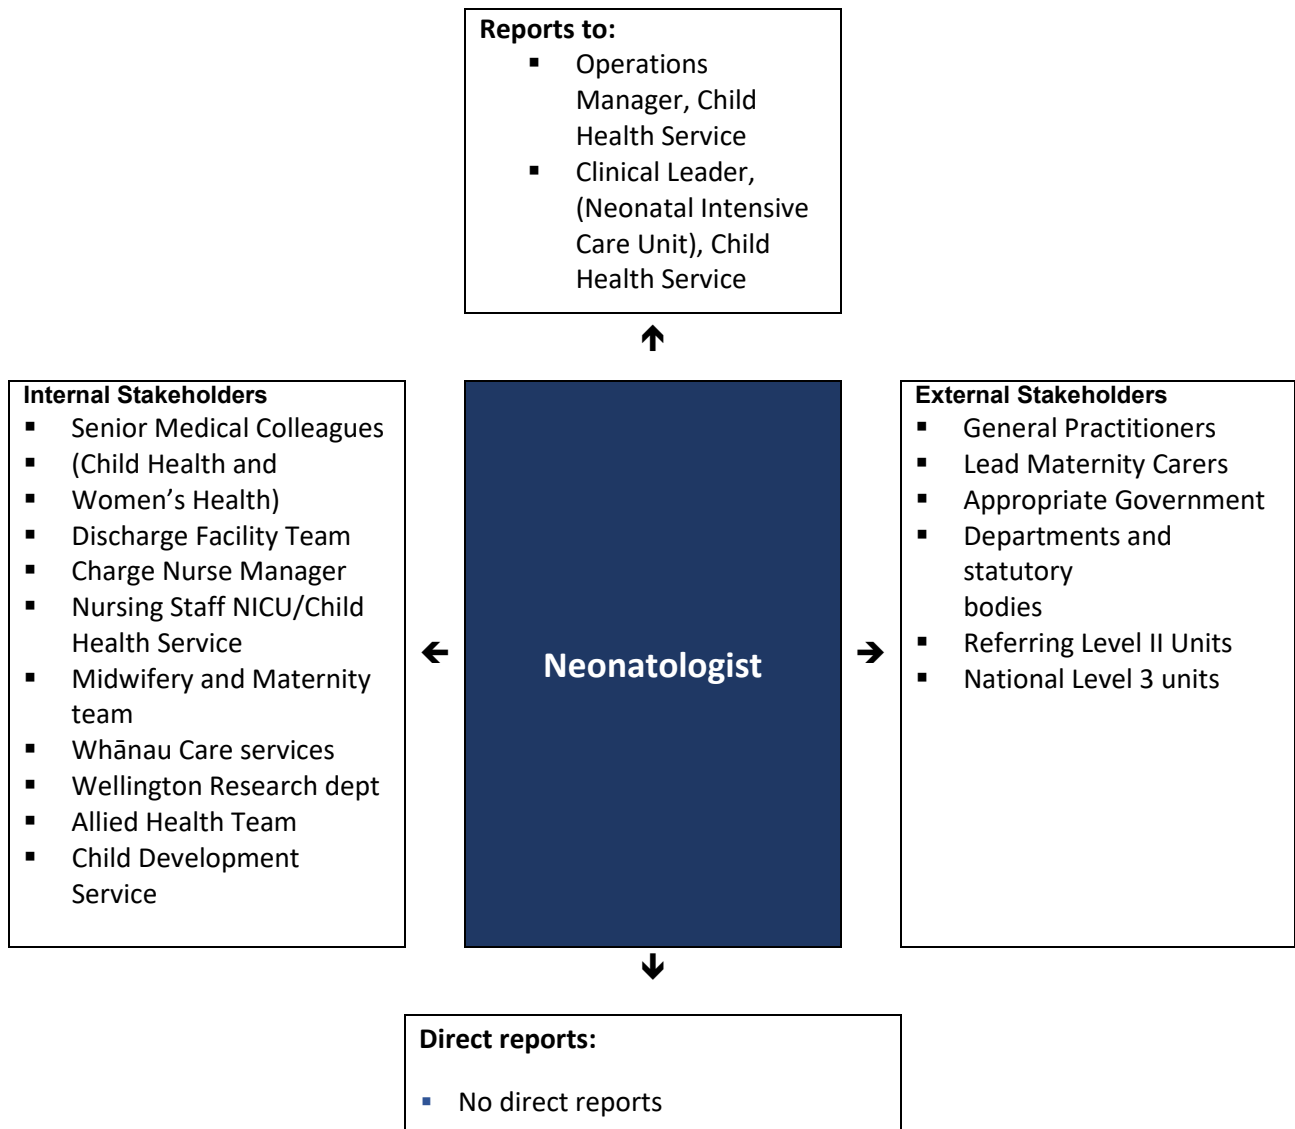 Reports to:
▪ Operations
Manager, Child
Health Service
▪ Clinical Leader,
(Neonatal Intensive
Care Unit), Child
Health Service
🡩
Internal Stakeholders
▪ Senior Medical Colleagues
▪ (Child Health and
▪ Women’s Health)
▪ Discharge Facility Team
▪ Charge Nurse Manager
▪ Nursing Staff NICU/Child
Health Service
▪ Midwifery and Maternity
team
▪ Whānau Care services
▪ Wellington Research dept
▪ Allied Health Team
▪ Child Development
Service
🡨
Neonatologist
🡪
External Stakeholders
▪ General Practitioners
▪ Lead Maternity Carers
▪ Appropriate Government
▪ Departments and
statutory
bodies
▪ Referring Level II Units
▪ National Level 3 units
🡫
Direct reports:
▪ No direct reports